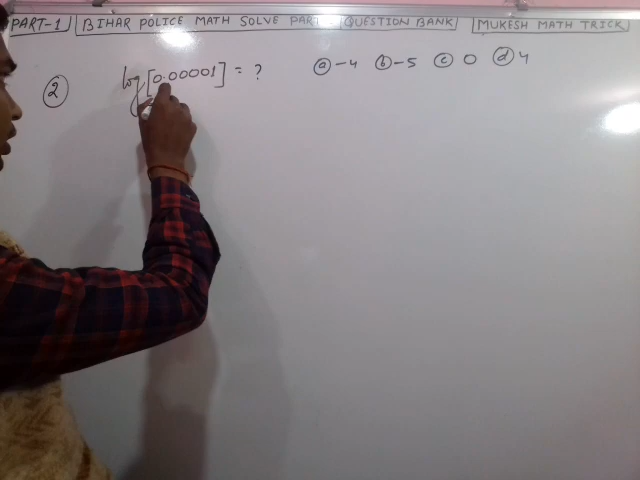 PART-1 BIHAR POLICE MATH SOLVE PART- QUESTION BANK MUKESH MATH TRICK
② log [0.00001] = ? ⓐ -4 ⓑ -5 ⓒ 0 ⓓ 4